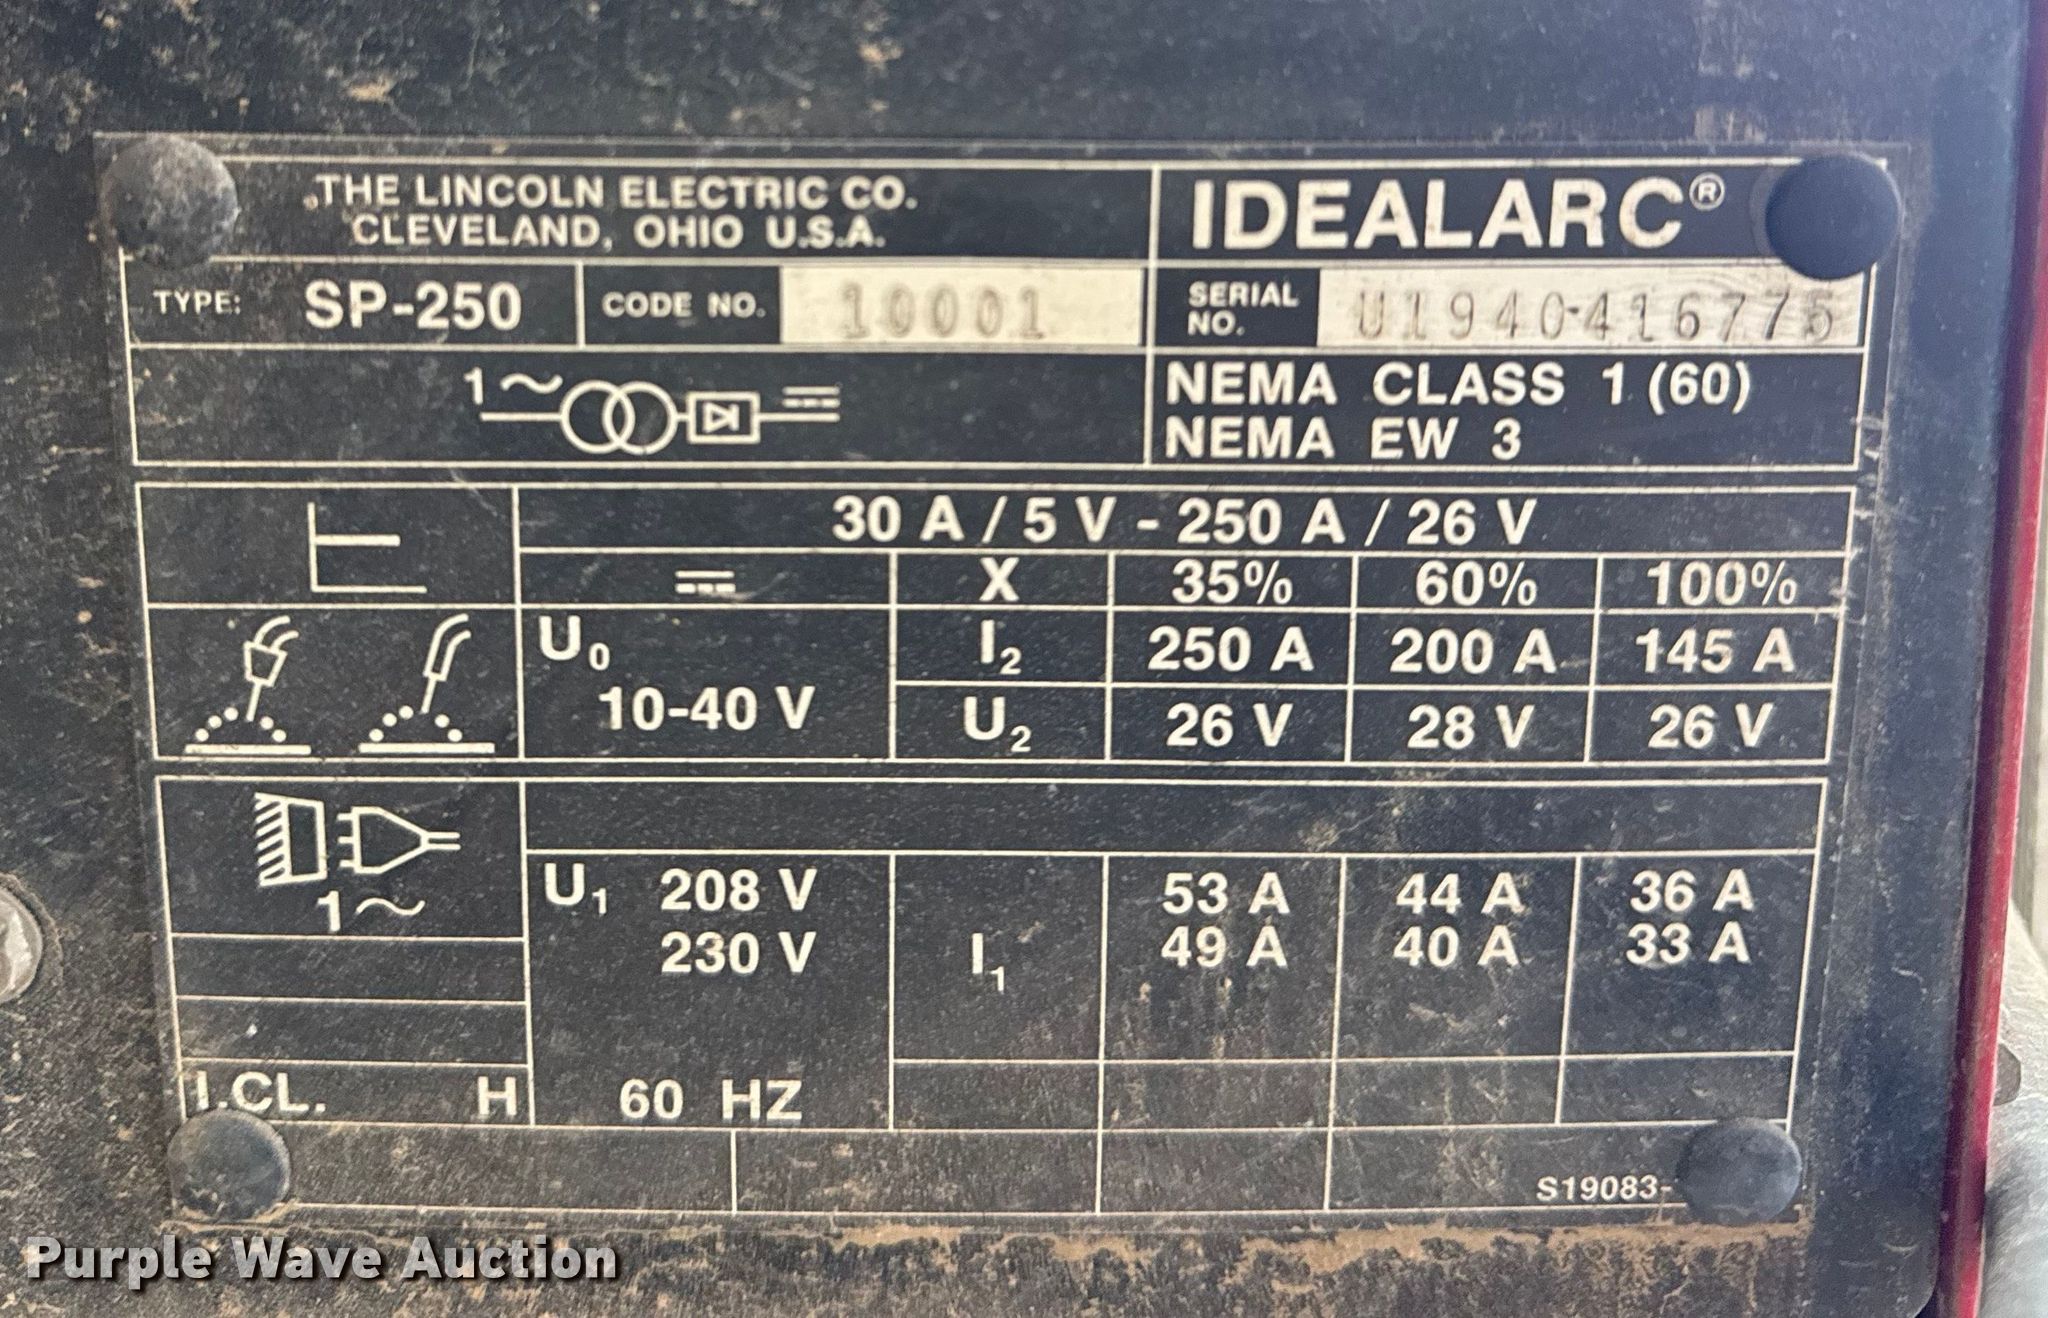 THE LINCOLN ELECTRIC CO.
CLEVELAND, OHIO U.S.A.
IDEALARC®
TYPE: SP-250 CODE NO. 10001
SERIAL NO. U1940416775
1~
NEMA CLASS 1 (60)
NEMA EW 3
30 A / 5 V - 250 A / 26 V
X 35% 60% 100%
U0 10-40 V
I2 250 A 200 A 145 A
U2 26 V 28 V 26 V
1~
U1 208 V 53 A 44 A 36 A
230 V I1 49 A 40 A 33 A
I.CL. H 60 HZ
S19083-
Purple Wave Auction